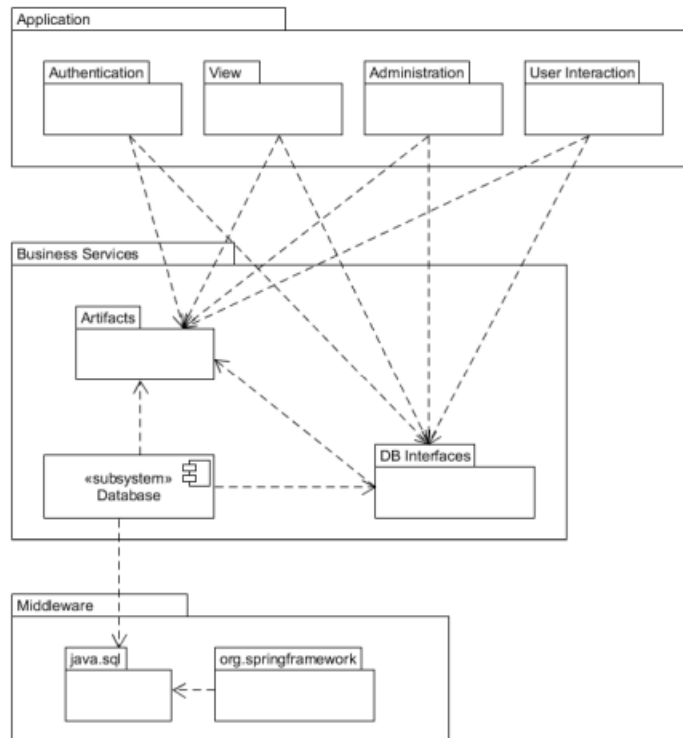 Application
Authentication
View
Administration
User Interaction
Business Services
Artifacts
DB Interfaces
«subsystem»
Database
Middleware
java.sql
org.springframework